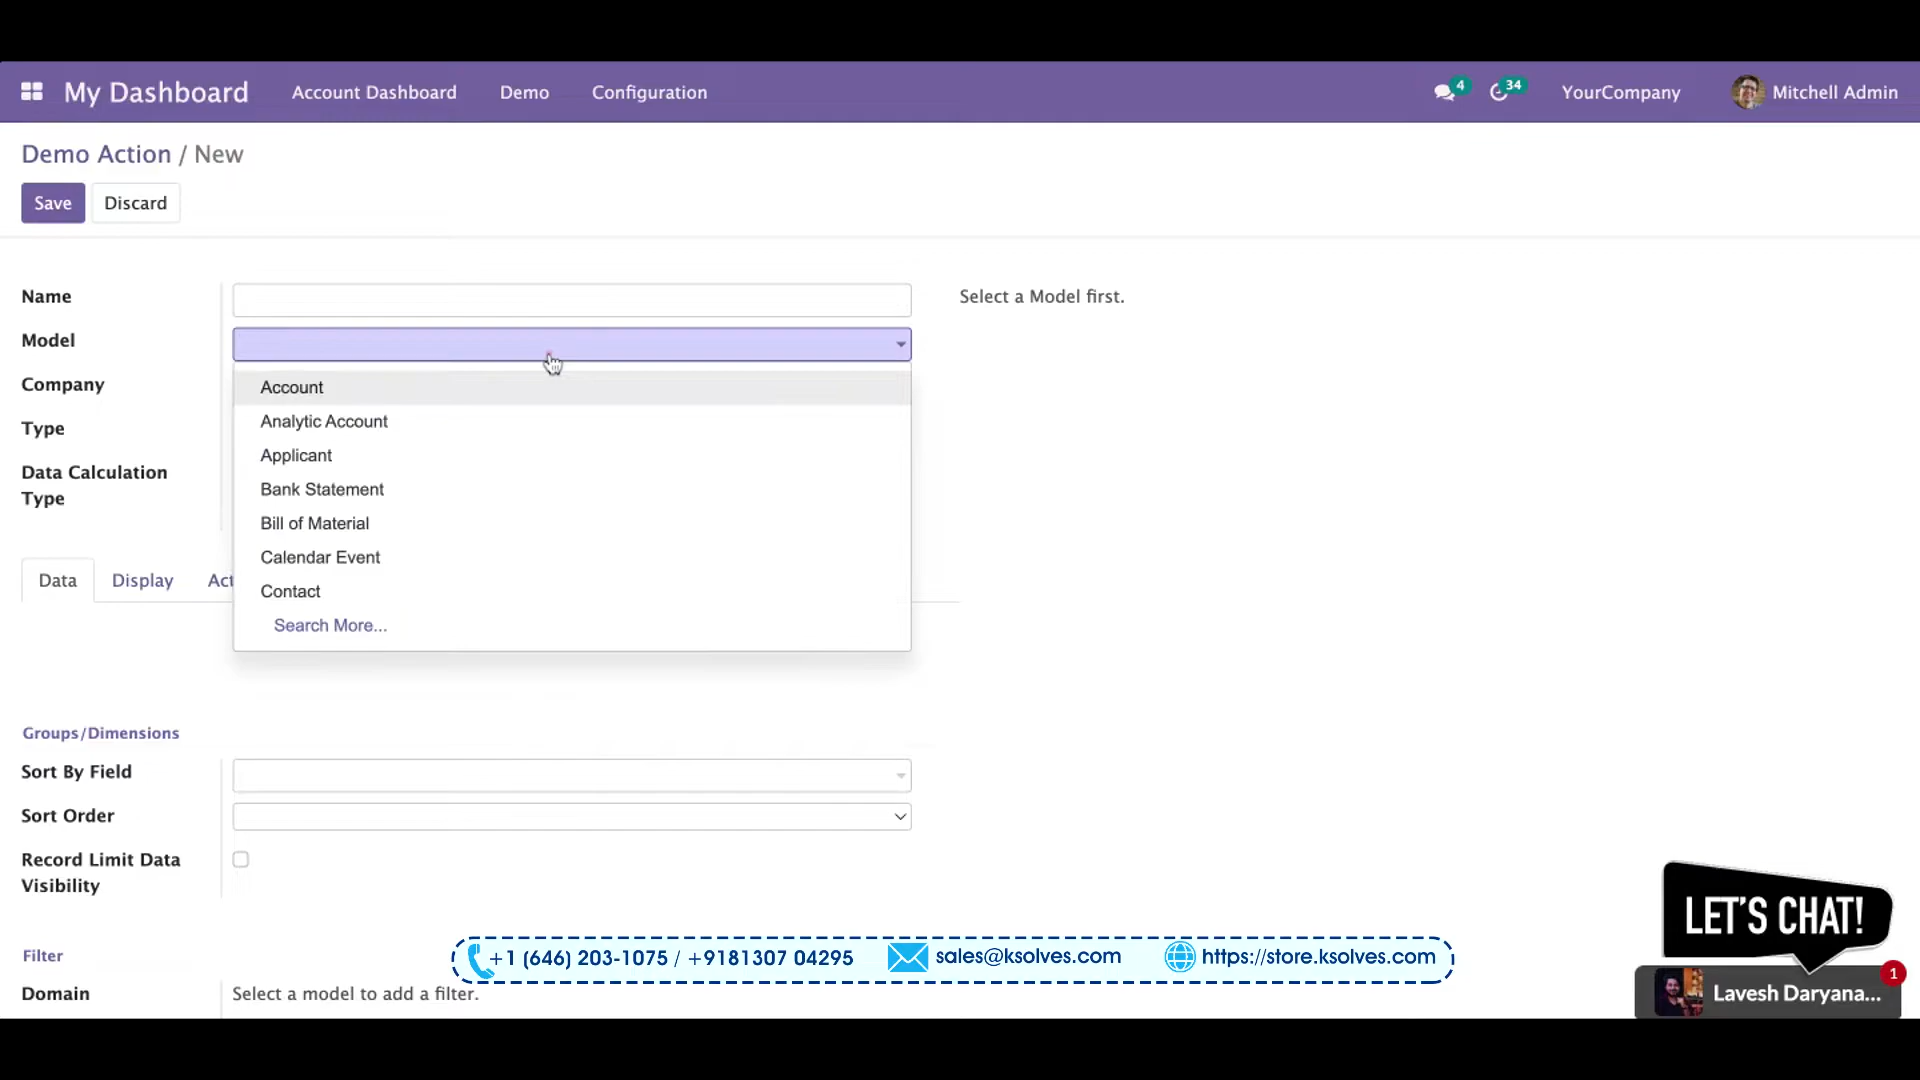 My Dashboard Account Dashboard Demo Configuration 4 34 YourCompany Mitchell Admin
Demo Action / New
Save Discard
Name
Select a Model first.
Model
Company
Type
Data Calculation
Type
Account
Analytic Account
Applicant
Bank Statement
Bill of Material
Calendar Event
Contact
Search More...
Data Display Act
Groups/Dimensions
Sort By Field
Sort Order
Record Limit Data
Visibility
Filter
Domain Select a model to add a filter.
+1 (646) 203-1075 / +9181307 04295 sales@ksolves.com https://store.ksolves.com
LET'S CHAT!
1
Lavesh Daryana...